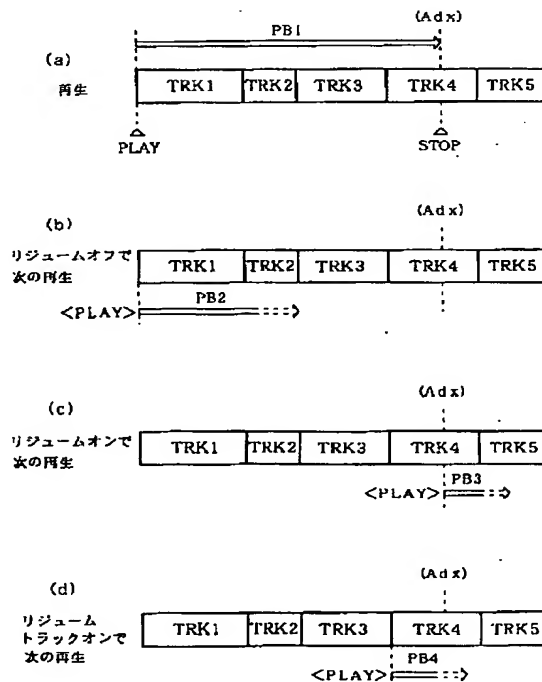 (Adx)
PB1
(a)
再生
TRK1 TRK2 TRK3 TRK4 TRK5
PLAY STOP
(Adx)
(b)
リジュームオフで
次の再生
TRK1 TRK2 TRK3 TRK4 TRK5
PB2
<PLAY>
(Adx)
(c)
リジュームオンで
次の再生
TRK1 TRK2 TRK3 TRK4 TRK5
PB3
<PLAY>
(Adx)
(d)
リジューム
トラックオンで
次の再生
TRK1 TRK2 TRK3 TRK4 TRK5
PB4
<PLAY>